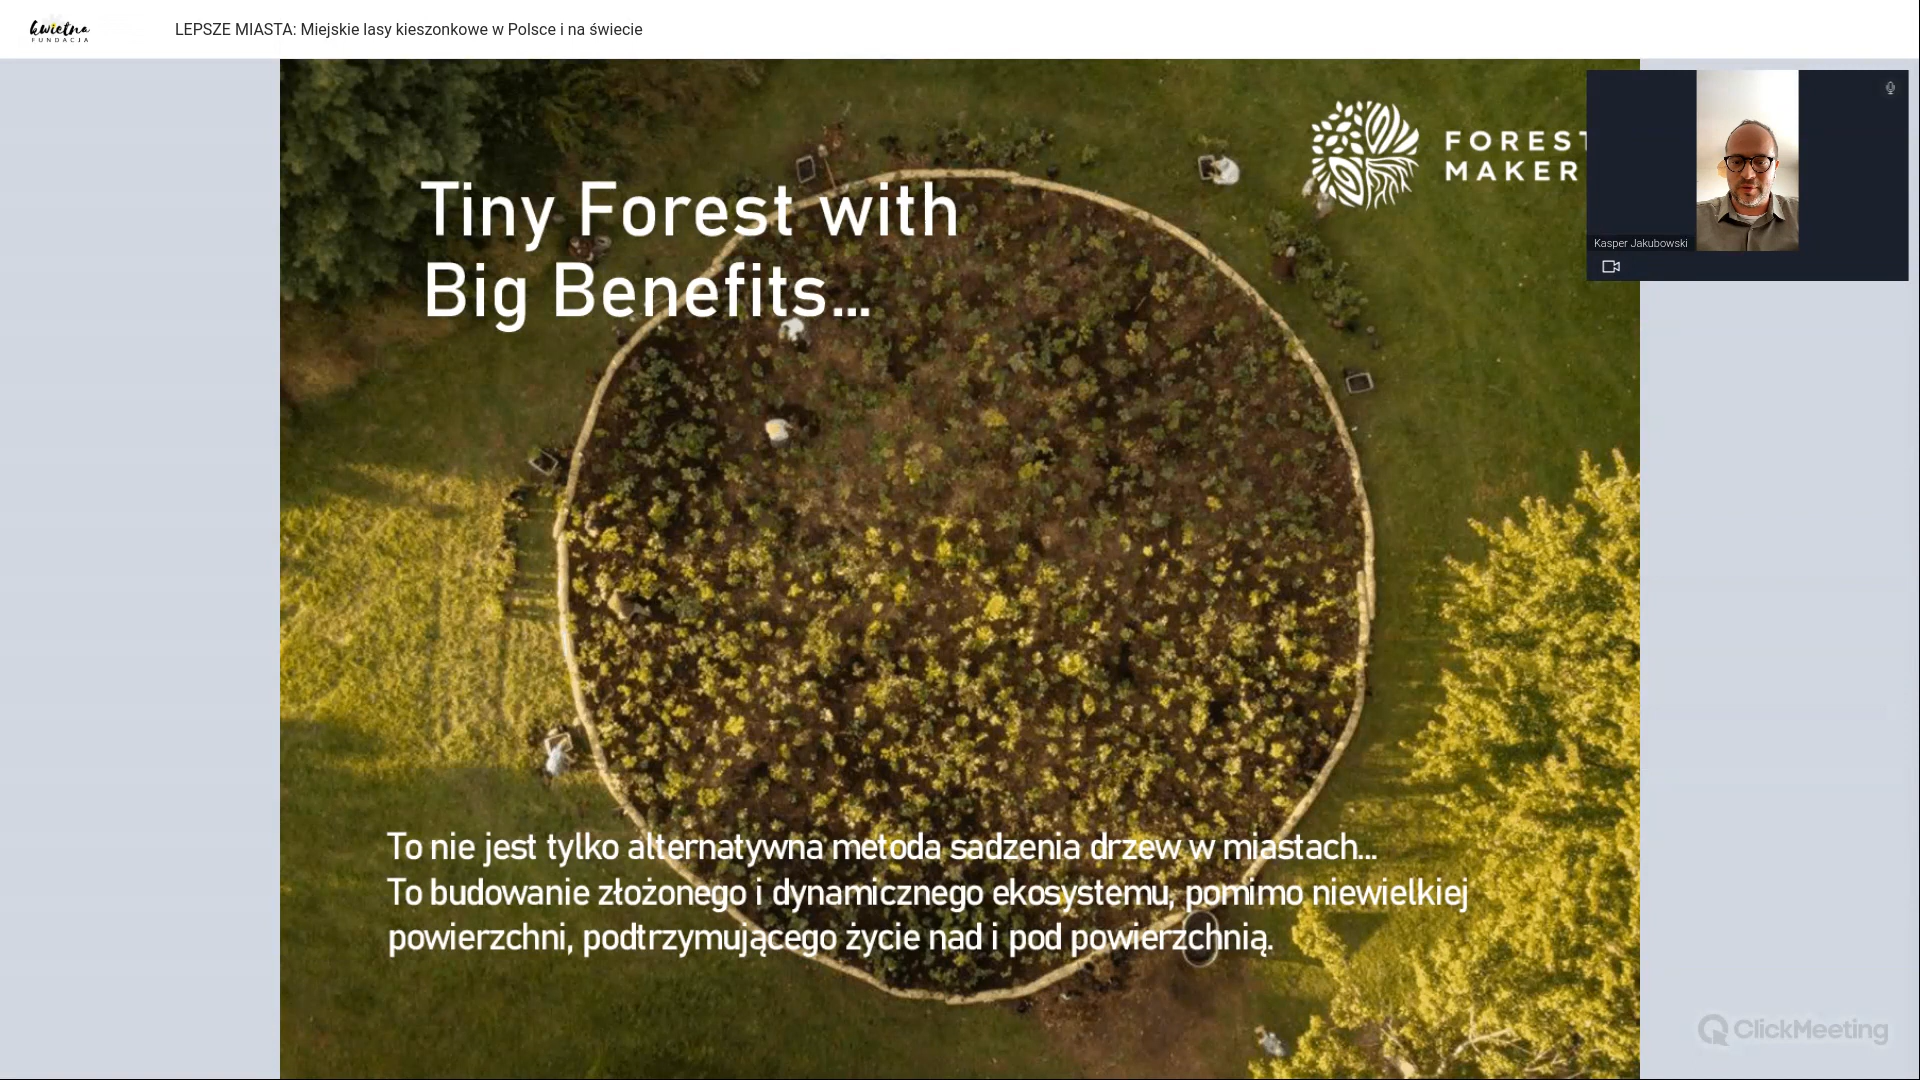 kwietna
FUNDACJA
LEPSZE MIASTA: Miejskie lasy kieszonkowe w Polsce i na świecie
Tiny Forest with
Big Benefits...
FOREST
MAKER
Kasper Jakubowski
To nie jest tylko alternatywna metoda sadzenia drzew w miastach...
To budowanie złożonego i dynamicznego ekosystemu, pomimo niewielkiej
powierzchni, podtrzymującego życie nad i pod powierzchnią.
ClickMeeting